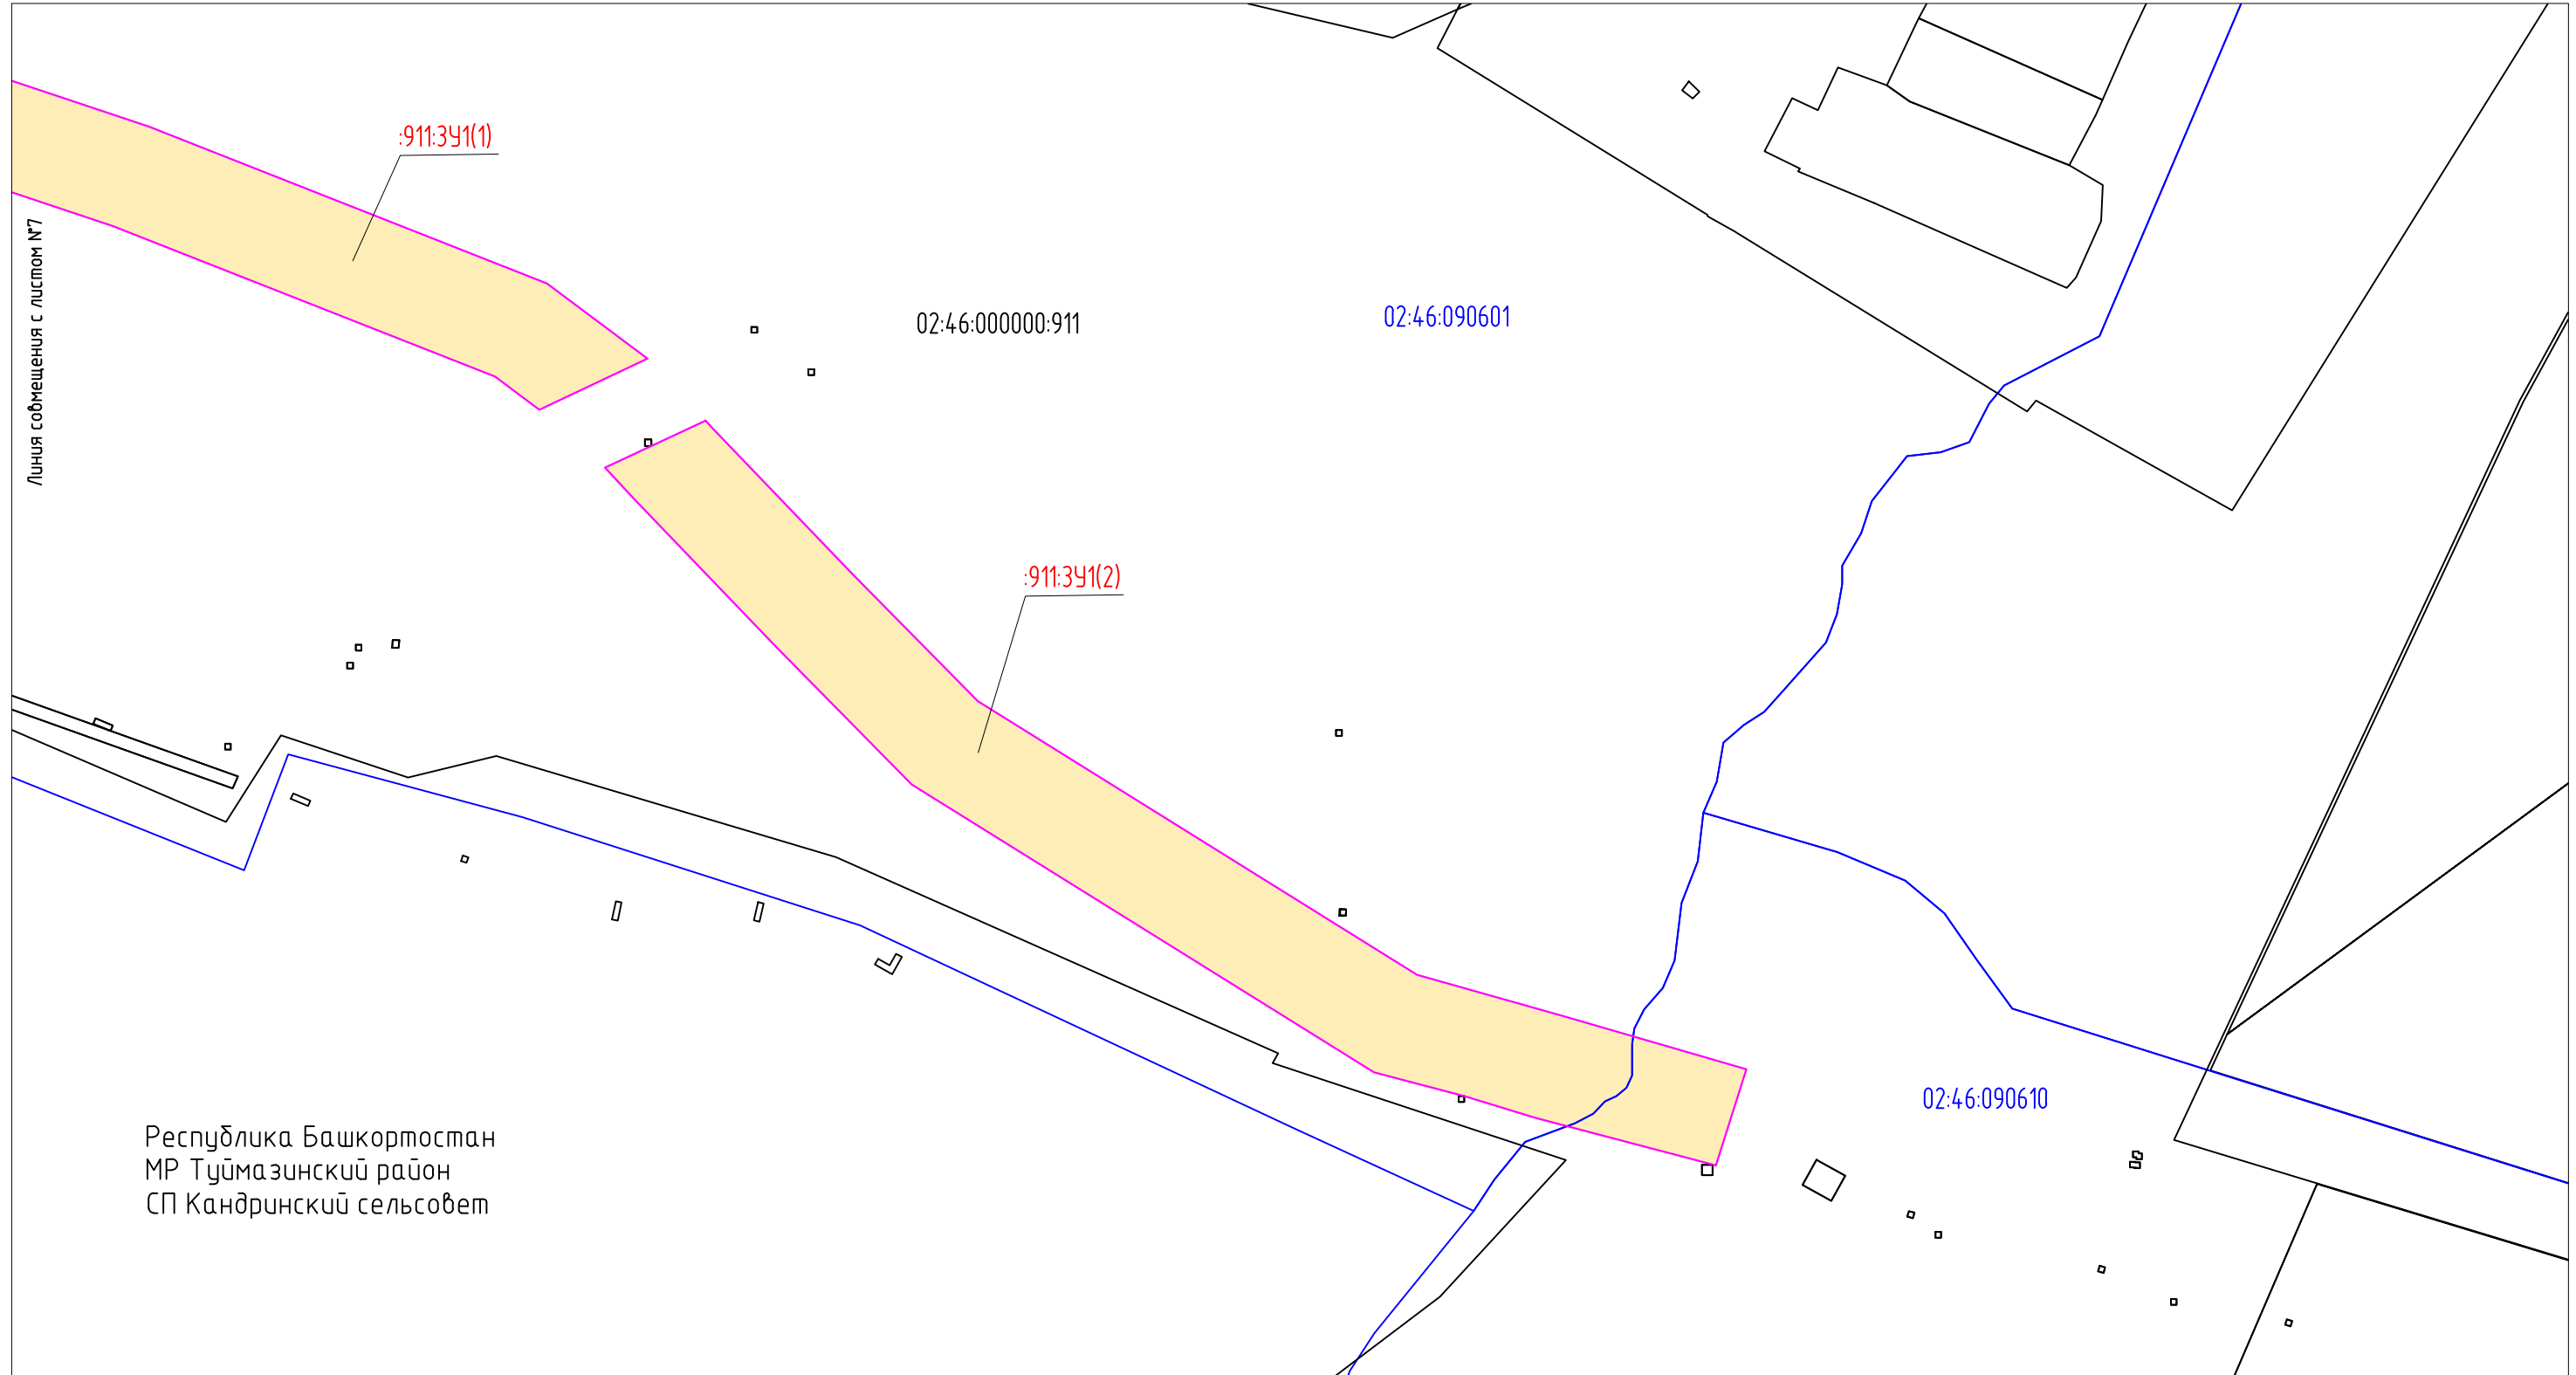 :911:ЗУ1(1)
Линия совмещения с листом №7
02:46:000000:911
02:46:090601
:911:ЗУ1(2)
02:46:090610
Республика Башкортостан
МР Туймазинский район
СП Кандринский сельсовет